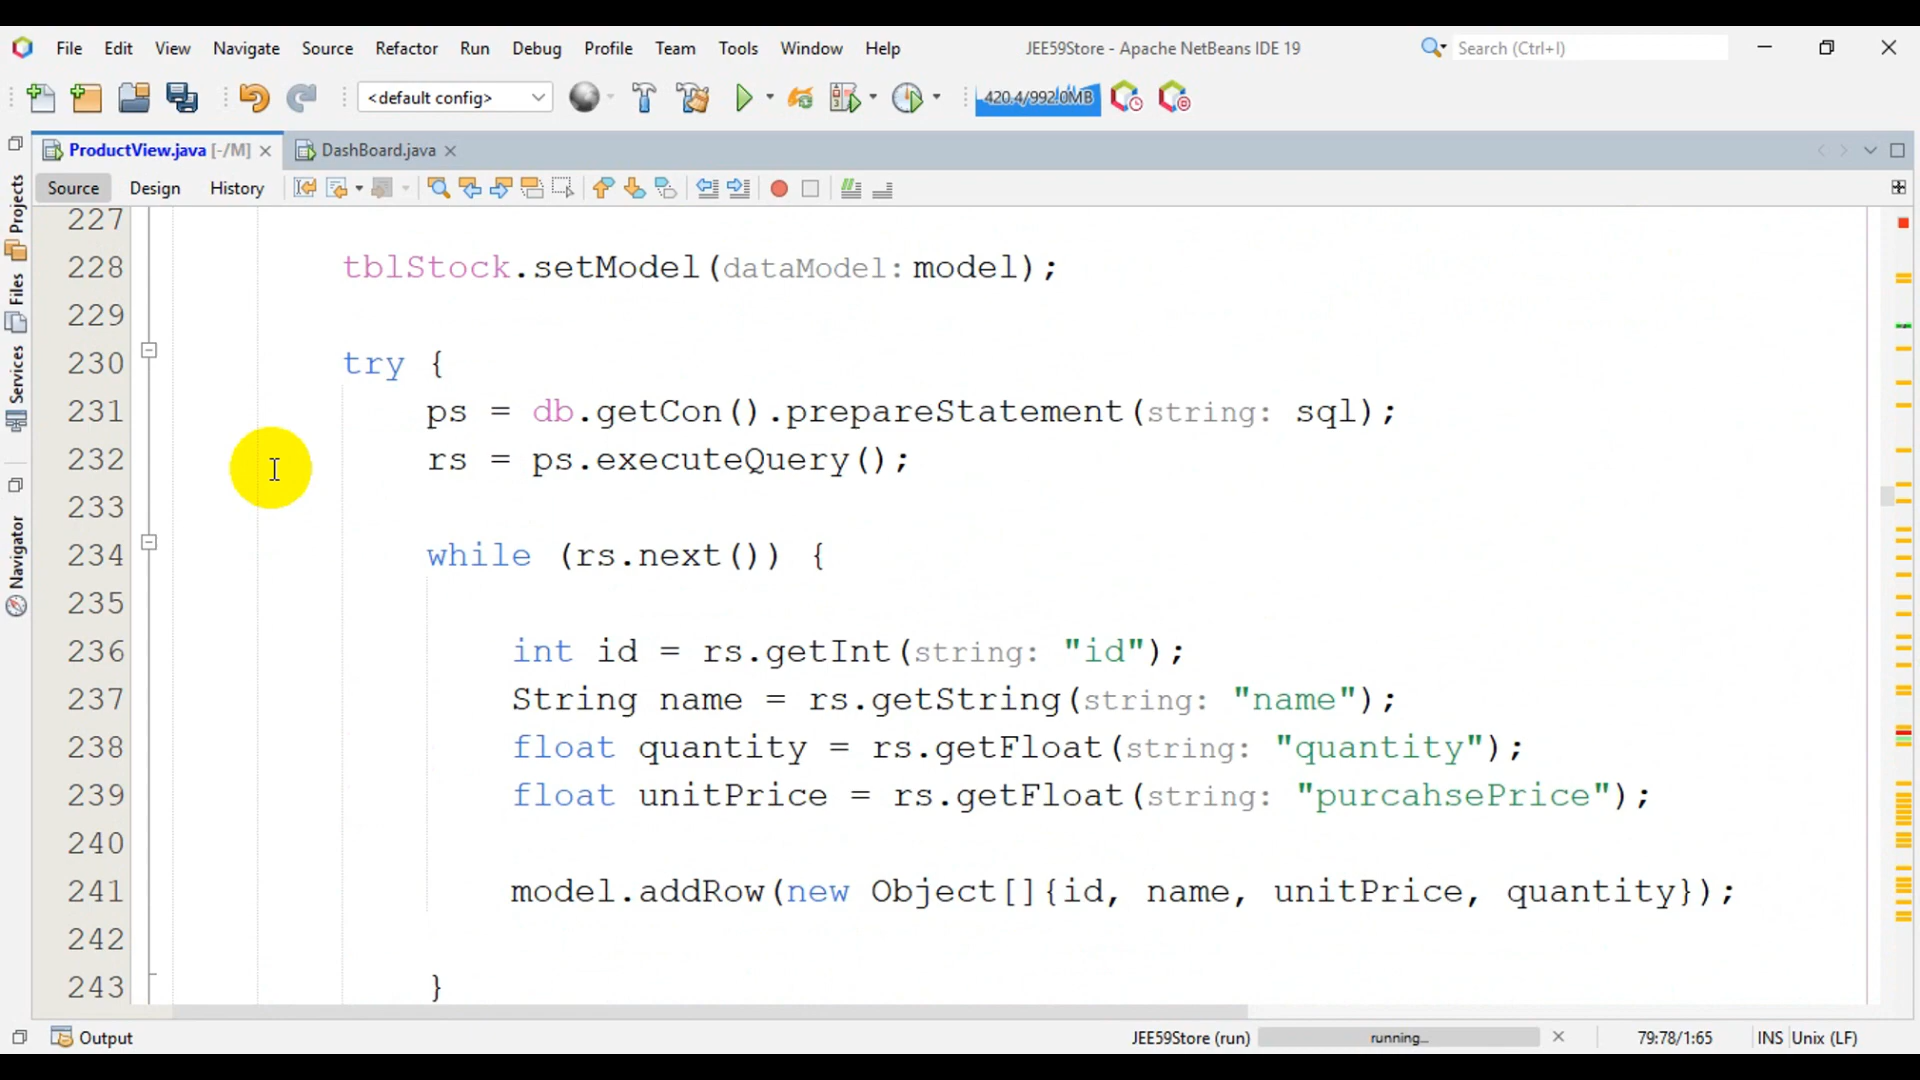 File Edit View Navigate Source Refactor Run Debug Profile Team Tools Window Help JEE59Store - Apache NetBeans IDE 19 Search (Ctrl+I)
<default config> 420.4/992.0MB
ProductView.java [-/M] DashBoard.java
Source Design History
Projects
Files
Services
Navigator
227
228 tblStock.setModel(dataModel: model);
229
230 try {
231 ps = db.getCon().prepareStatement(string: sql);
232 rs = ps.executeQuery();
233
234 while (rs.next()) {
235
236 int id = rs.getInt(string: "id");
237 String name = rs.getString(string: "name");
238 float quantity = rs.getFloat(string: "quantity");
239 float unitPrice = rs.getFloat(string: "purcahsePrice");
240
241 model.addRow(new Object[]{id, name, unitPrice, quantity});
242
243 }
Output JEE59Store (run) running... 79:78/1:65 INS Unix (LF)